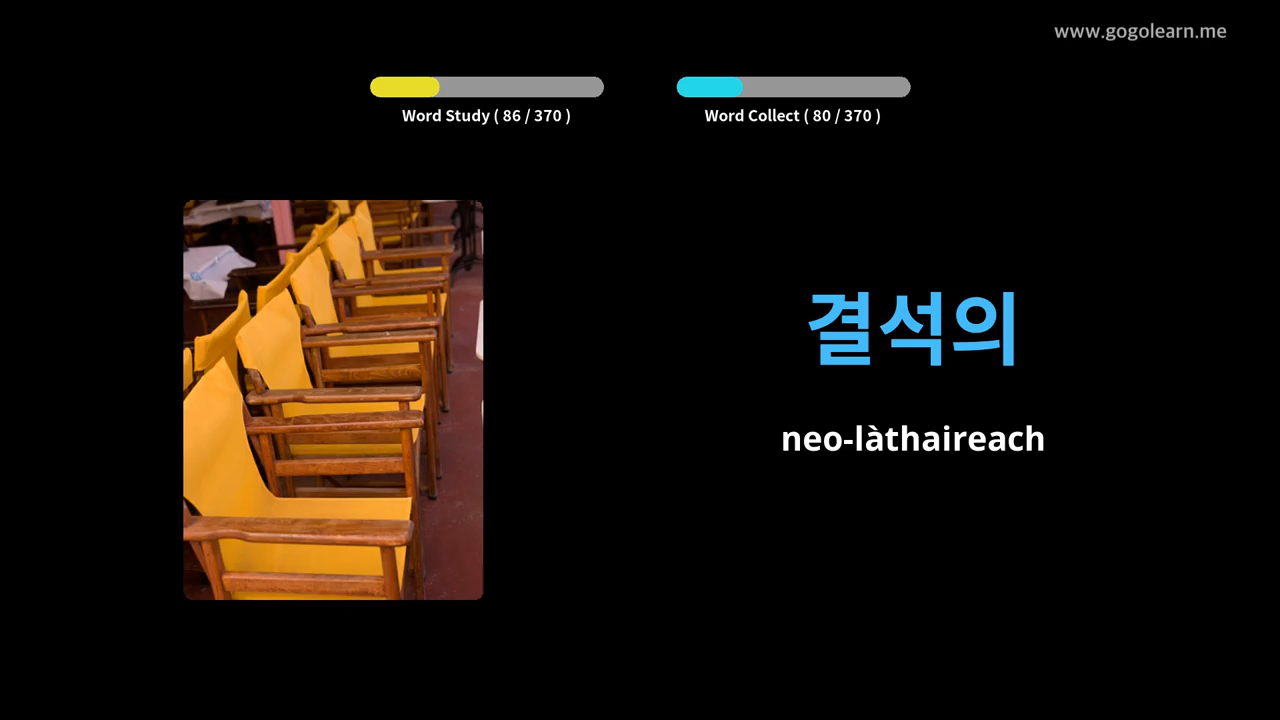 www.gogolearn.me
Word Study ( 86 / 370 )
Word Collect ( 80 / 370 )
결석의
neo-làthaireach